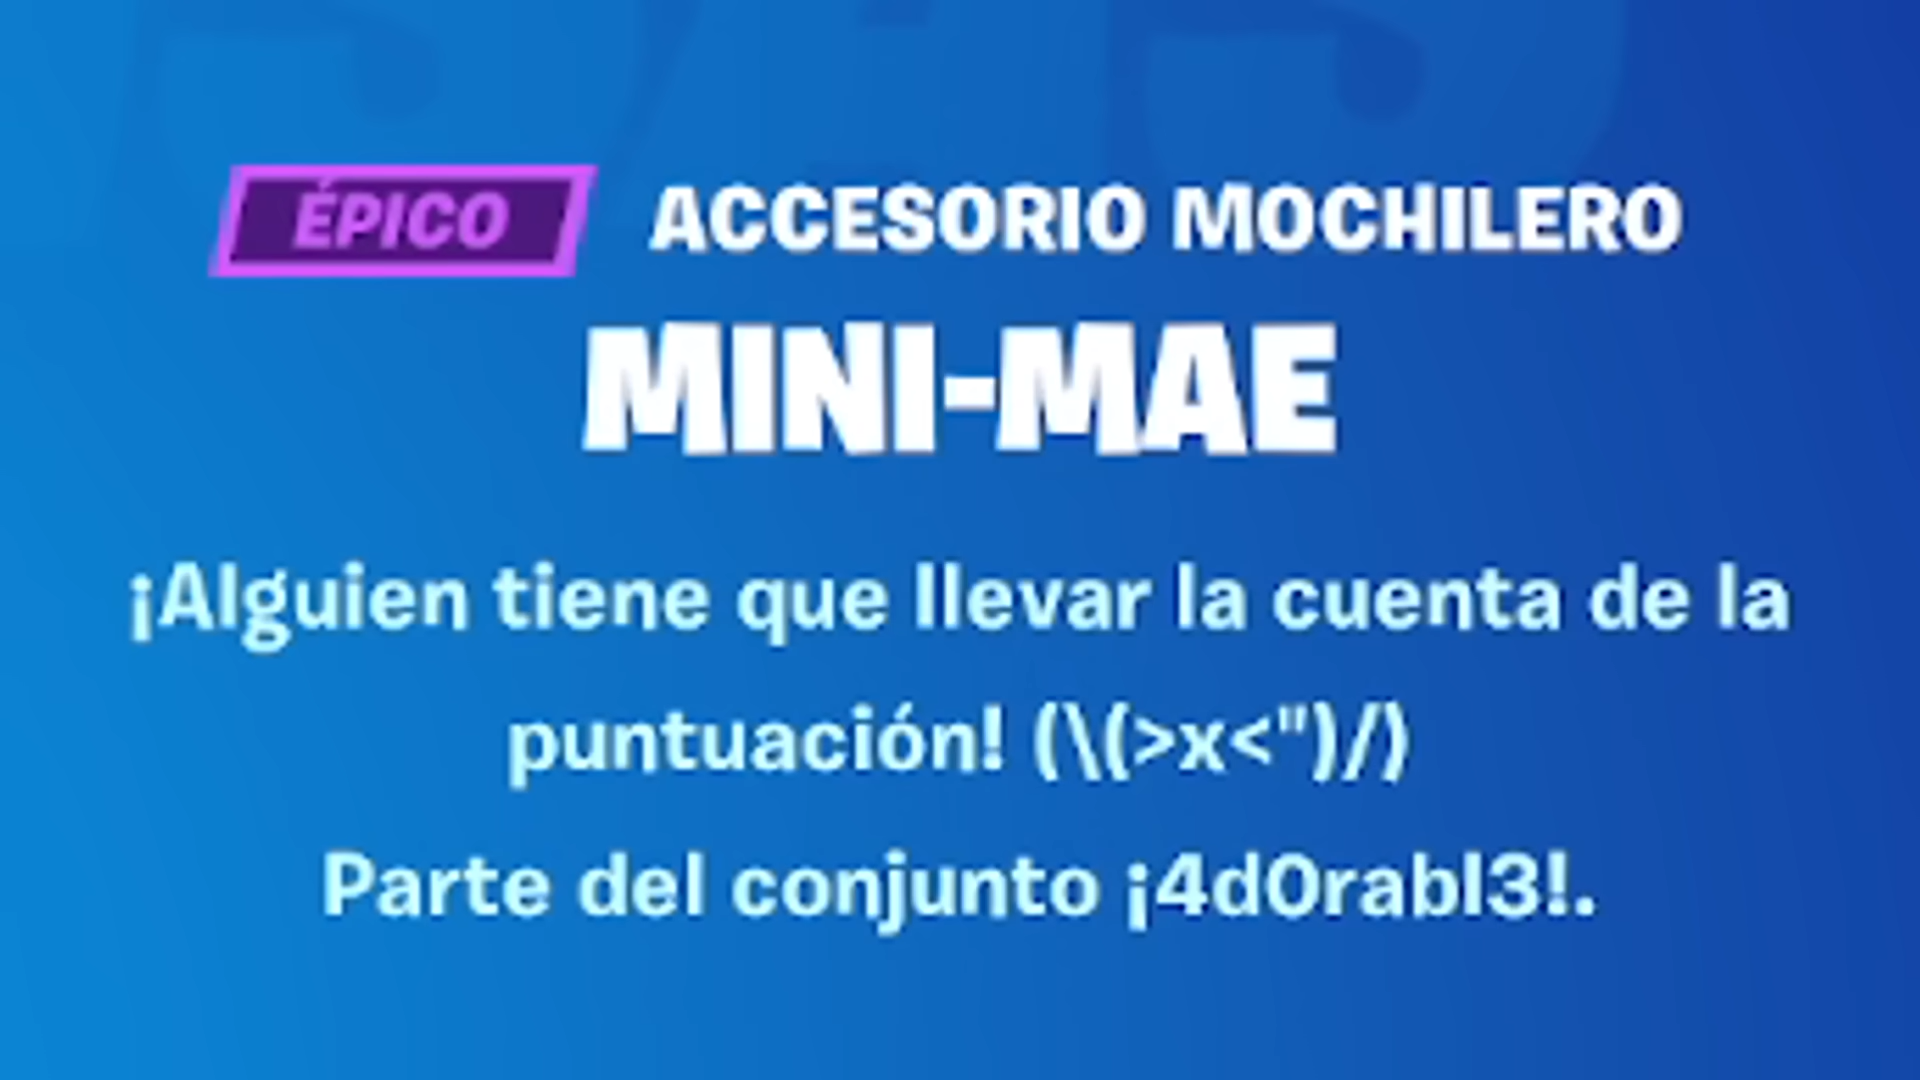 ÉPICO ACCESORIO MOCHILERO
MINI-MAE
¡Alguien tiene que llevar la cuenta de la
puntuación! (\(>x<")/)
Parte del conjunto ¡4d0rabl3!.